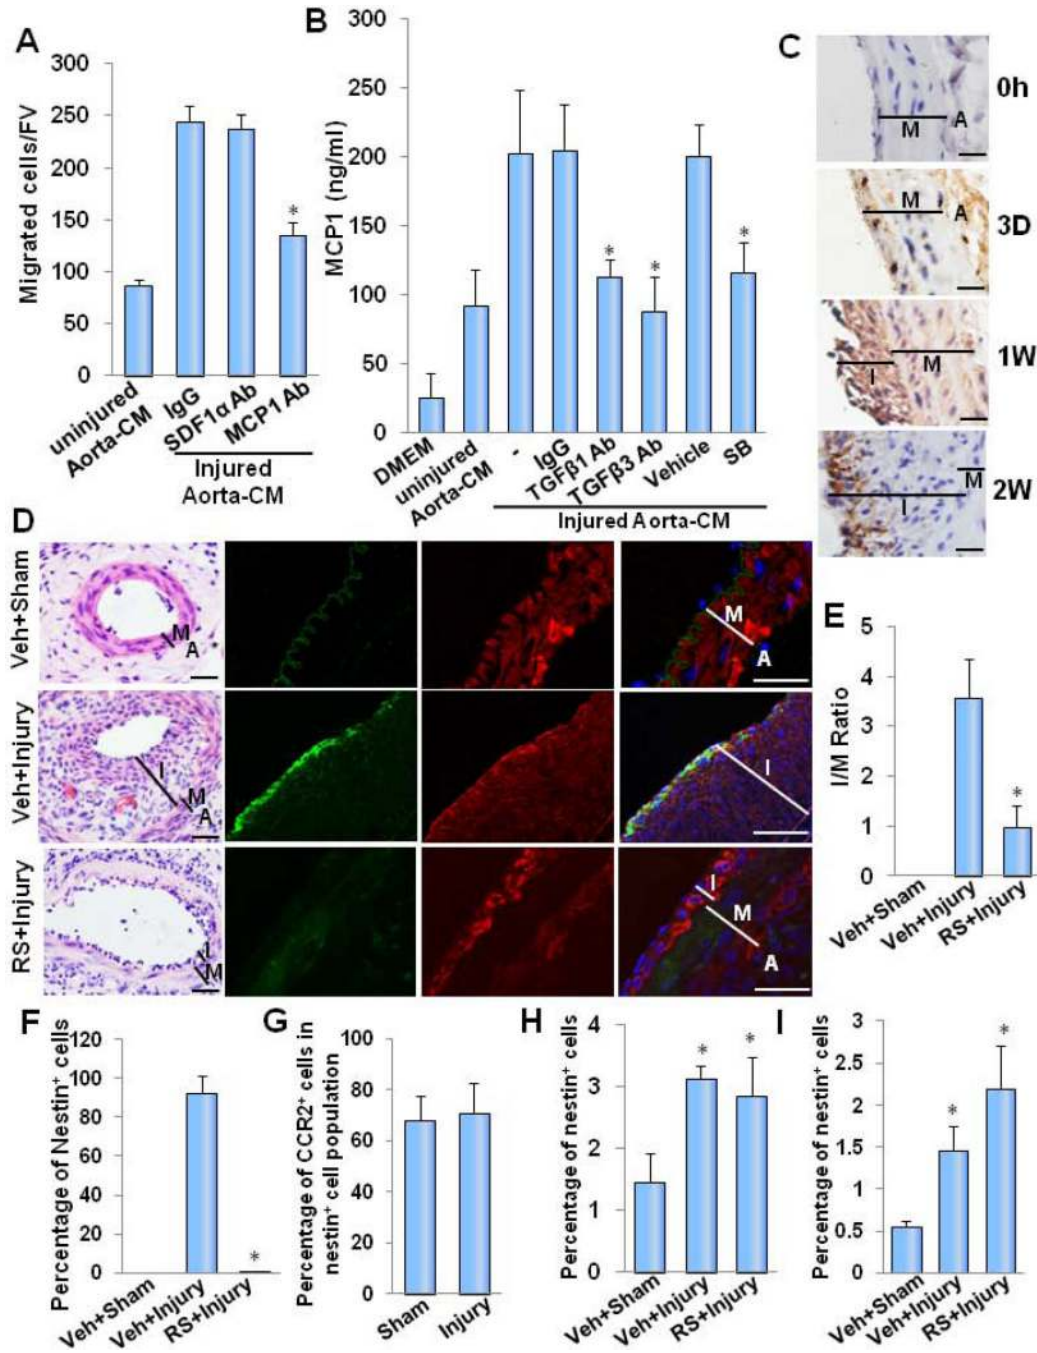 A
Migrated cells/FV
300
250
200
150
100
50
0
*
uninjured
Aorta-CM
IgG
SDF1α Ab
MCP1 Ab
Injured
Aorta-CM
B
MCP1 (ng/ml)
300
250
200
150
100
50
0
*
*
*
DMEM
uninjured
Aorta-CM
-
IgG
TGFβ1 Ab
TGFβ3 Ab
Vehicle
SB
Injured Aorta-CM
C
M
A
0h
M
A
3D
M
I
1W
M
I
2W
D
Veh+Sham
M
A
M
A
Veh+Injury
I
M
A
I
RS+Injury
I
M
I
M
A
E
I/M Ratio
5
4
3
2
1
0
*
Veh+Sham
Veh+Injury
RS+Injury
F
Percentage of Nestin⁺ cells
120
100
80
60
40
20
0
*
Veh+Sham
Veh+Injury
RS+Injury
G
Percentage of CCR2⁺ cells in
nestin⁺ cell population
100
80
60
40
20
0
Sham
Injury
H
Percentage of nestin⁺ cells
4
3
2
1
0
*
*
Veh+Sham
Veh+Injury
RS+Injury
I
Percentage of nestin⁺ cells
3
2.5
2
1.5
1
0.5
0
*
*
Veh+Sham
Veh+Injury
RS+Injury